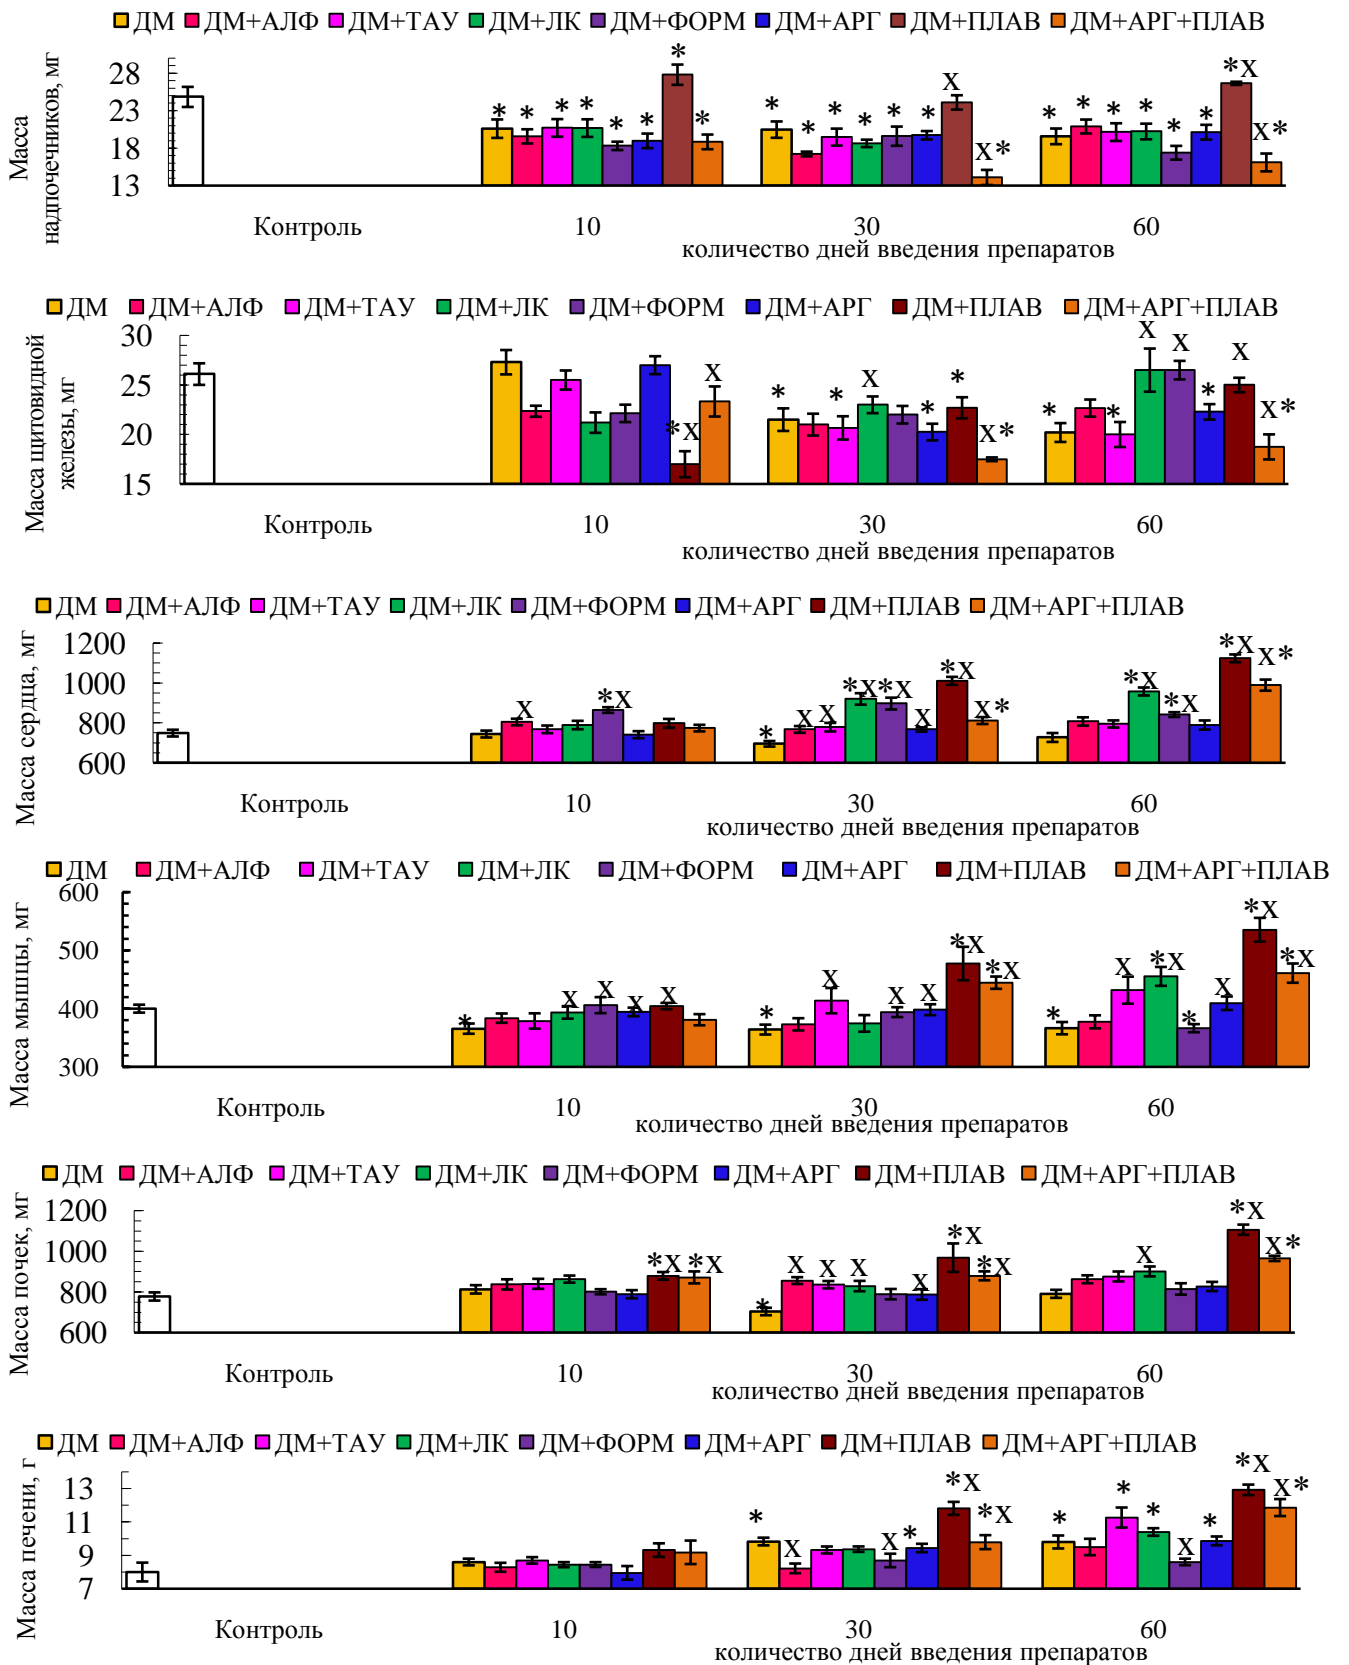 ДМ ДМ+АЛФ ДМ+ТАУ ДМ+ЛК ДМ+ФОРМ ДМ+АРГ ДМ+ПЛАВ ДМ+АРГ+ПЛАВ
Масса
надпочечников, мг
28
23
18
13
* * * * * * * *
* * * * * * X X*
* * * * * * *X X*
Контроль 10 30 60
количество дней введения препаратов
ДМ ДМ+АЛФ ДМ+ТАУ ДМ+ЛК ДМ+ФОРМ ДМ+АРГ ДМ+ПЛАВ ДМ+АРГ+ПЛАВ
Масса щитовидной
железы, мг
30
25
20
15
*X X
* * X * * X*
* * X X * X X*
Контроль 10 30 60
количество дней введения препаратов
ДМ ДМ+АЛФ ДМ+ТАУ ДМ+ЛК ДМ+ФОРМ ДМ+АРГ ДМ+ПЛАВ ДМ+АРГ+ПЛАВ
Масса сердца, мг
1200
1000
800
600
X *X
* X X *X *X X *X X*
*X *X *X X*
Контроль 10 30 60
количество дней введения препаратов
ДМ ДМ+АЛФ ДМ+ТАУ ДМ+ЛК ДМ+ФОРМ ДМ+АРГ ДМ+ПЛАВ ДМ+АРГ+ПЛАВ
Масса мышцы, мг
600
500
400
300
* X X X X
* X X X *X *X
* X *X * X *X *X
Контроль 10 30 60
количество дней введения препаратов
ДМ ДМ+АЛФ ДМ+ТАУ ДМ+ЛК ДМ+ФОРМ ДМ+АРГ ДМ+ПЛАВ ДМ+АРГ+ПЛАВ
Масса почек, мг
1200
1000
800
600
*X *X
* X X X X *X *X
X *X X*
Контроль 10 30 60
количество дней введения препаратов
ДМ ДМ+АЛФ ДМ+ТАУ ДМ+ЛК ДМ+ФОРМ ДМ+АРГ ДМ+ПЛАВ ДМ+АРГ+ПЛАВ
Масса печени, г
13
11
9
7
* X X * *X *X
* * * X * *X X*
Контроль 10 30 60
количество дней введения препаратов